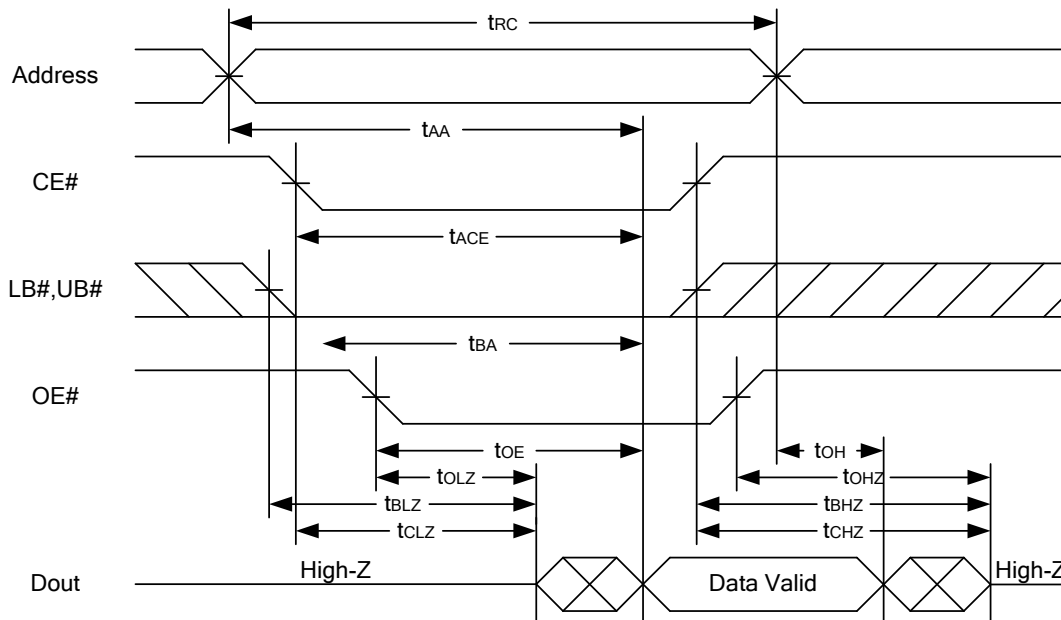 tRC
Address
tAA
CE#
tACE
LB#,UB#
tBA
OE#
tOE
tOH
tOLZ
tOHZ
tBLZ
tBHZ
tCLZ
tCHZ
High-Z
High-Z
Dout
Data Valid